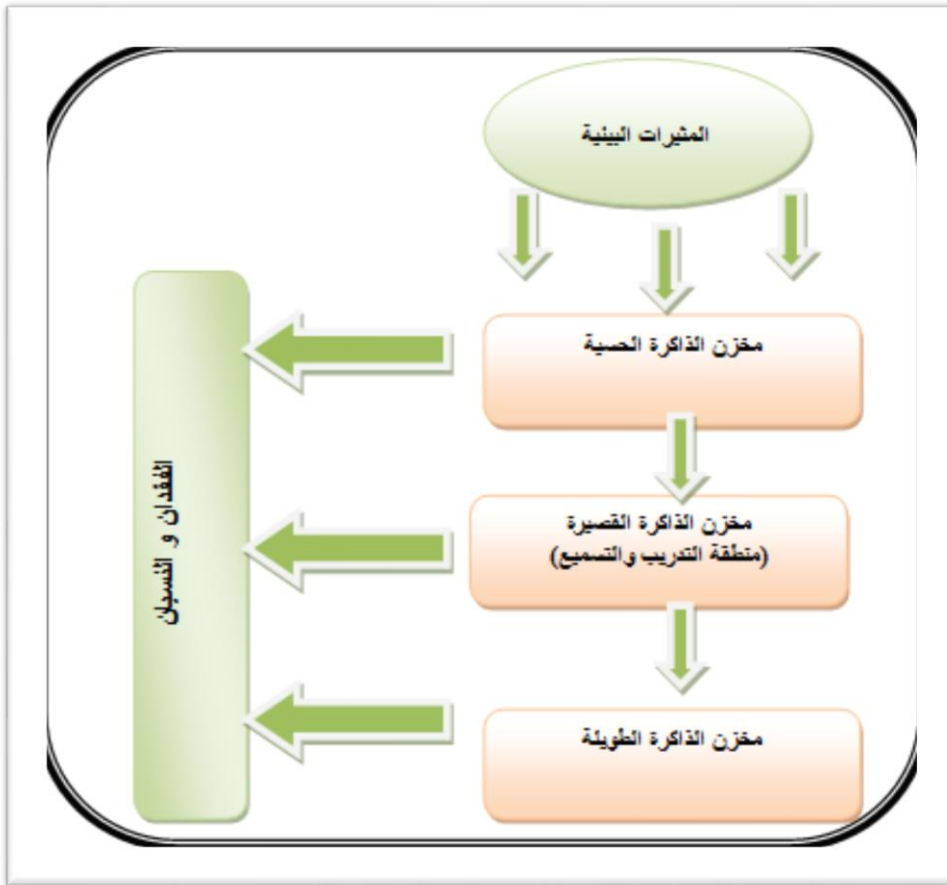 المثيرات البيئية
مخزن الذاكرة الحسية
مخزن الذاكرة القصيرة
(منطقة التدريب والتسميع)
مخزن الذاكرة الطويلة
الفقدان و النسيان